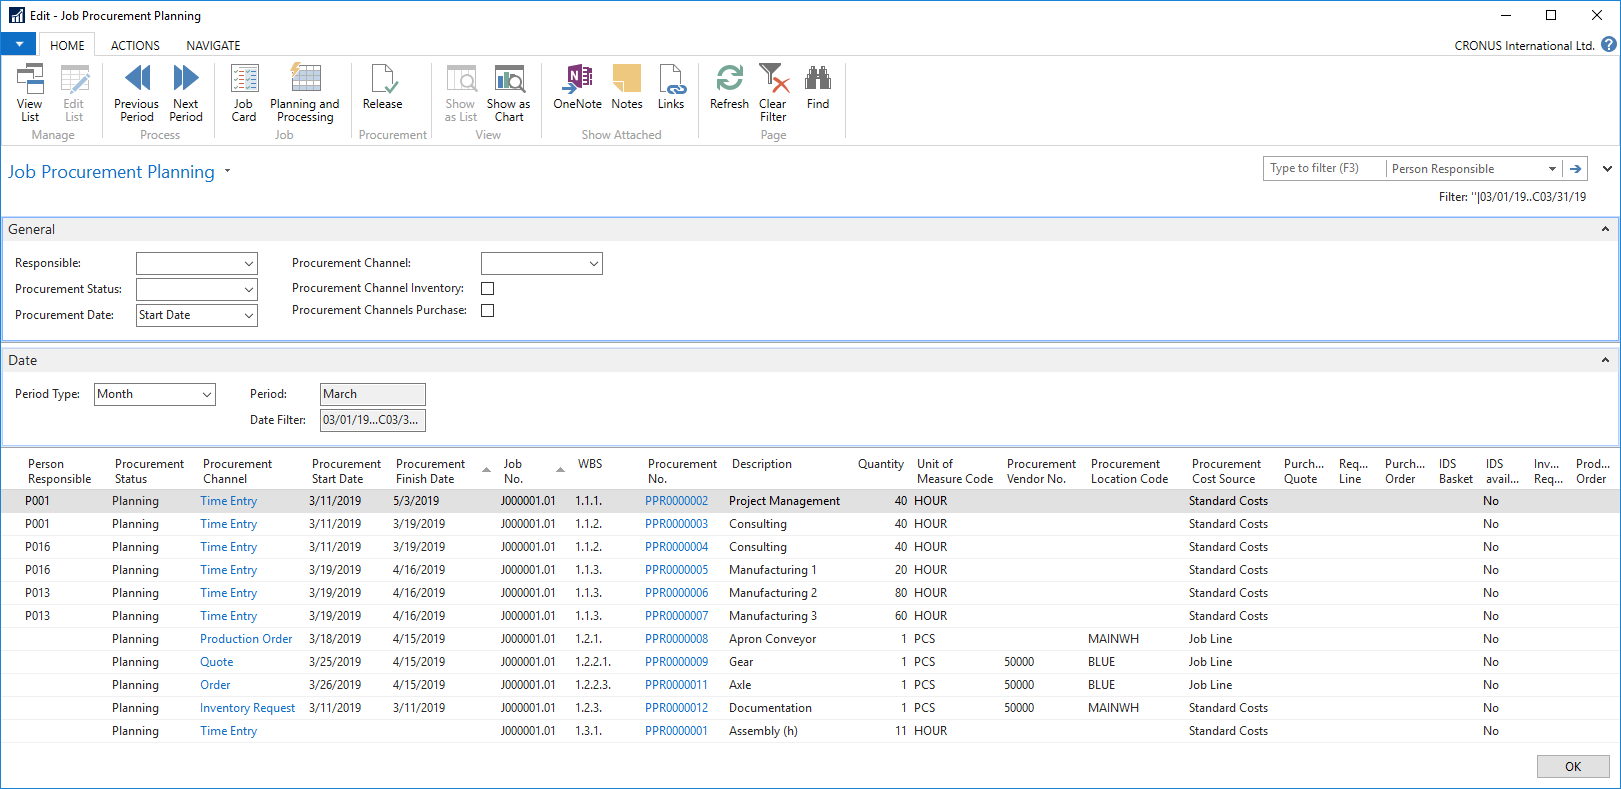 Edit - Job Procurement Planning
HOME ACTIONS NAVIGATE CRONUS International Ltd. ?
View List
Edit List
Previous Period
Next Period
Job Card
Planning and Processing
Release
Show as List
Show as Chart
OneNote
Notes
Links
Refresh
Clear Filter
Find
Manage Process Job Procurement View Show Attached Page
Job Procurement Planning
Type to filter (F3) Person Responsible
Filter: ''|03/01/19..C03/31/19
General
Responsible: Procurement Channel:
Procurement Status: Procurement Channel Inventory:
Procurement Date: Start Date Procurement Channels Purchase:
Date
Period Type: Month Period: March
Date Filter: 03/01/19...C03/3...
Person Responsible Procurement Status Procurement Channel Procurement Start Date Procurement Finish Date Job No. WBS Procurement No. Description Quantity Unit of Measure Code Procurement Vendor No. Procurement Location Code Procurement Cost Source Purch... Quote Req... Line Purch... Order IDS Basket IDS avail... Inv... Req... Prod... Order
P001 Planning Time Entry 3/11/2019 5/3/2019 J000001.01 1.1.1. PPR0000002 Project Management 40 HOUR Standard Costs No
P001 Planning Time Entry 3/11/2019 3/19/2019 J000001.01 1.1.2. PPR0000003 Consulting 40 HOUR Standard Costs No
P016 Planning Time Entry 3/11/2019 3/19/2019 J000001.01 1.1.2. PPR0000004 Consulting 40 HOUR Standard Costs No
P016 Planning Time Entry 3/19/2019 4/16/2019 J000001.01 1.1.3. PPR0000005 Manufacturing 1 20 HOUR Standard Costs No
P013 Planning Time Entry 3/19/2019 4/16/2019 J000001.01 1.1.3. PPR0000006 Manufacturing 2 80 HOUR Standard Costs No
P013 Planning Time Entry 3/19/2019 4/16/2019 J000001.01 1.1.3. PPR0000007 Manufacturing 3 60 HOUR Standard Costs No
Planning Production Order 3/18/2019 4/15/2019 J000001.01 1.2.1. PPR0000008 Apron Conveyor 1 PCS MAINWH Job Line No
Planning Quote 3/25/2019 4/15/2019 J000001.01 1.2.2.1. PPR0000009 Gear 1 PCS 50000 BLUE Job Line No
Planning Order 3/26/2019 4/15/2019 J000001.01 1.2.2.3. PPR0000011 Axle 1 PCS 50000 BLUE Job Line No
Planning Inventory Request 3/11/2019 3/11/2019 J000001.01 1.2.3. PPR0000012 Documentation 1 PCS 50000 MAINWH Standard Costs No
Planning Time Entry J000001.01 1.3.1. PPR0000001 Assembly (h) 11 HOUR Standard Costs No
OK